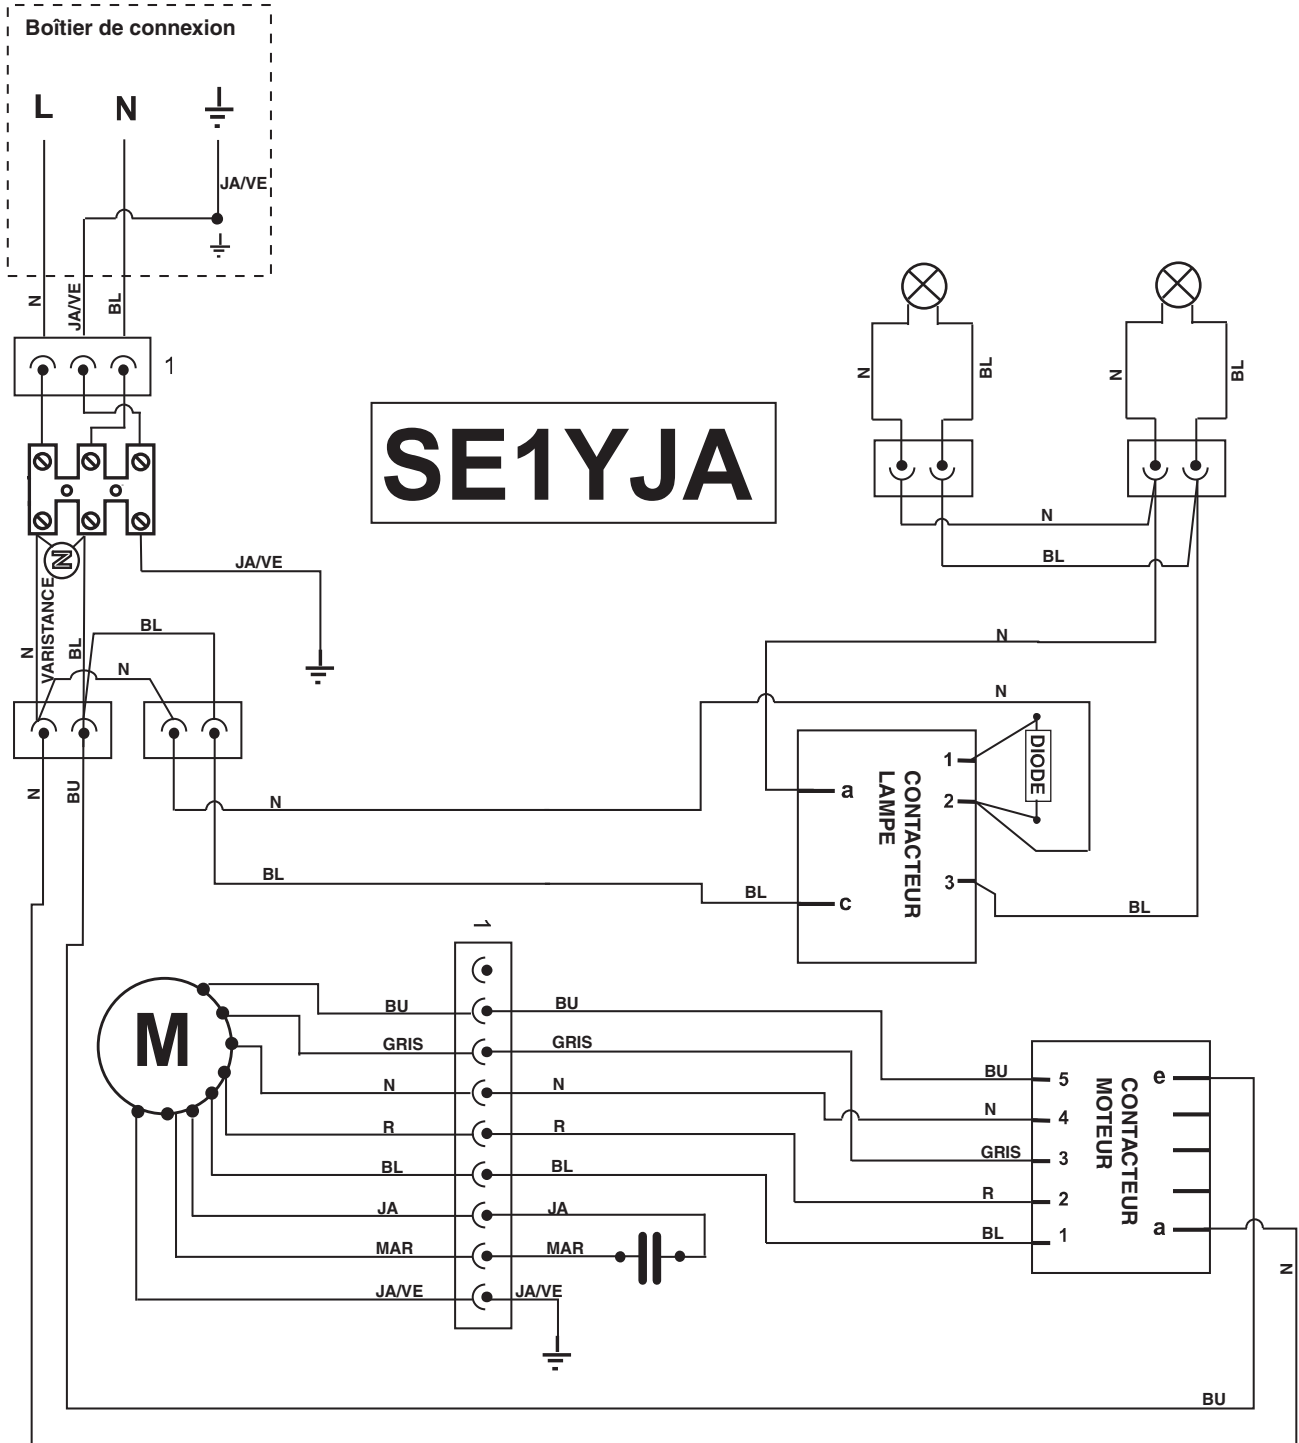 Boîtier de connexion
L N
JA/VE
N JA/VE BL
1
SE1YJA
N BL
N BL
N
BL
JA/VE
N VARISTANCE BL
BL
N
N BU
N
N
N
BL
BL
BL
a
c
1
2
3
CONTACTEUR
LAMPE
DIODE
1
M
BU BU BU
GRIS GRIS
N N N
R R GRIS
BL BL R
JA JA BL
MAR MAR
JA/VE JA/VE
5
4
3
2
1
CONTACTEUR
MOTEUR
e
a
N
BU